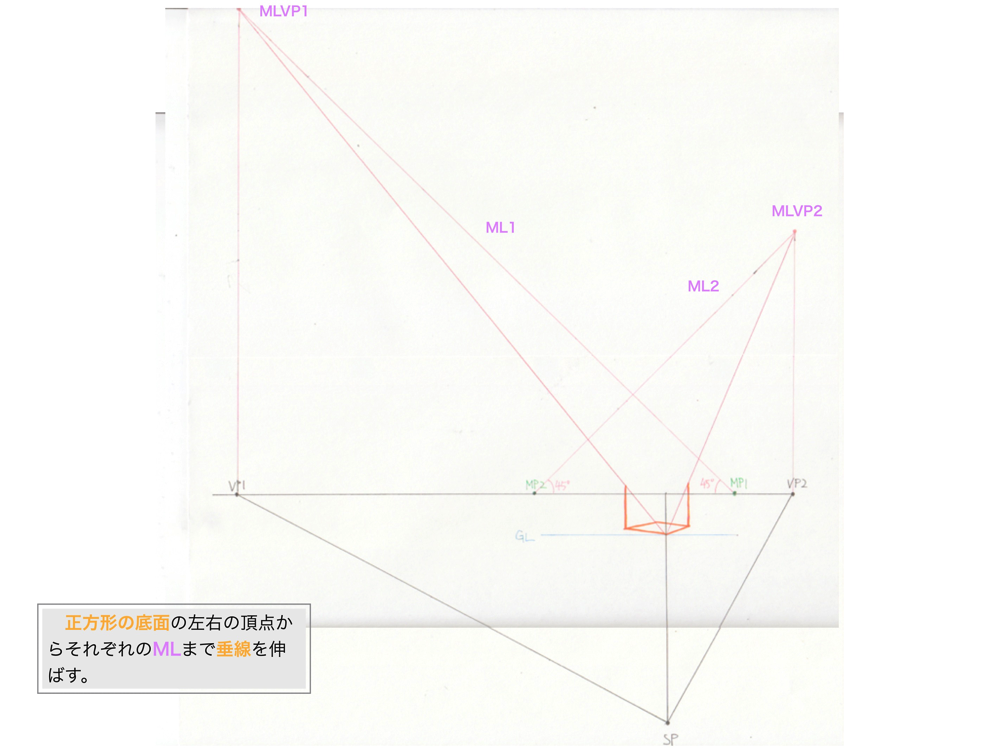 MLVP1
MLVP2
ML1
ML2
VP1
MP2
45°
45°
MP1
VP2
GL
正方形の底面の左右の頂点か
らそれぞれのMLまで垂線を伸
ばす。
SP